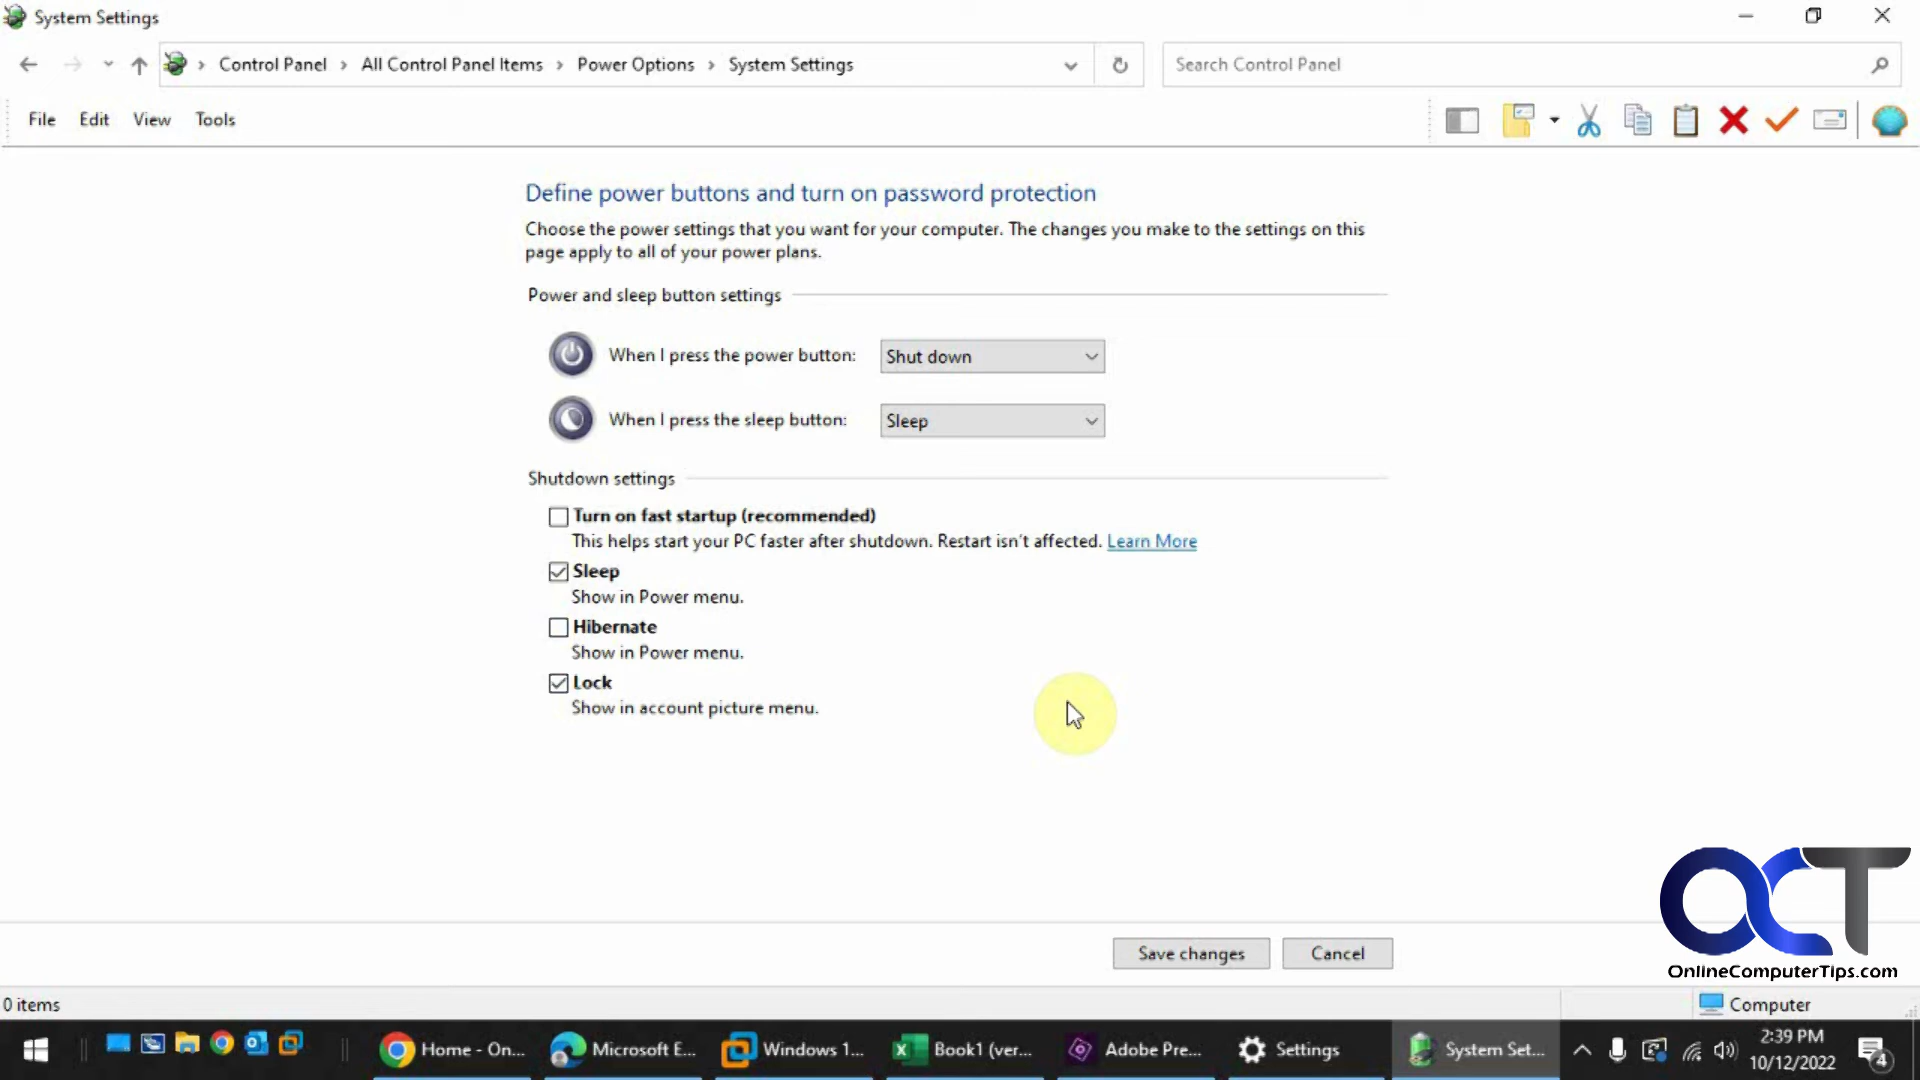 System Settings
Control Panel > All Control Panel Items > Power Options > System Settings
Search Control Panel
File Edit View Tools
Define power buttons and turn on password protection
Choose the power settings that you want for your computer. The changes you make to the settings on this
page apply to all of your power plans.
Power and sleep button settings
When I press the power button: Shut down
When I press the sleep button: Sleep
Shutdown settings
Turn on fast startup (recommended)
This helps start your PC faster after shutdown. Restart isn't affected. Learn More
Sleep
Show in Power menu.
Hibernate
Show in Power menu.
Lock
Show in account picture menu.
Save changes Cancel
OCT
OnlineComputerTips.com
0 items
Computer
Home - On... Microsoft E... Windows 1... Book1 (ver... Adobe Pre... Settings System Set...
2:39 PM
10/12/2022
4